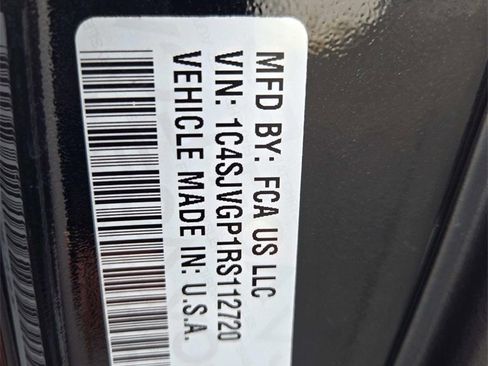 MFD BY: FCA US LLC
VIN: 1C4SJVGP1RS112720
VEHICLE MADE IN: U.S.A.